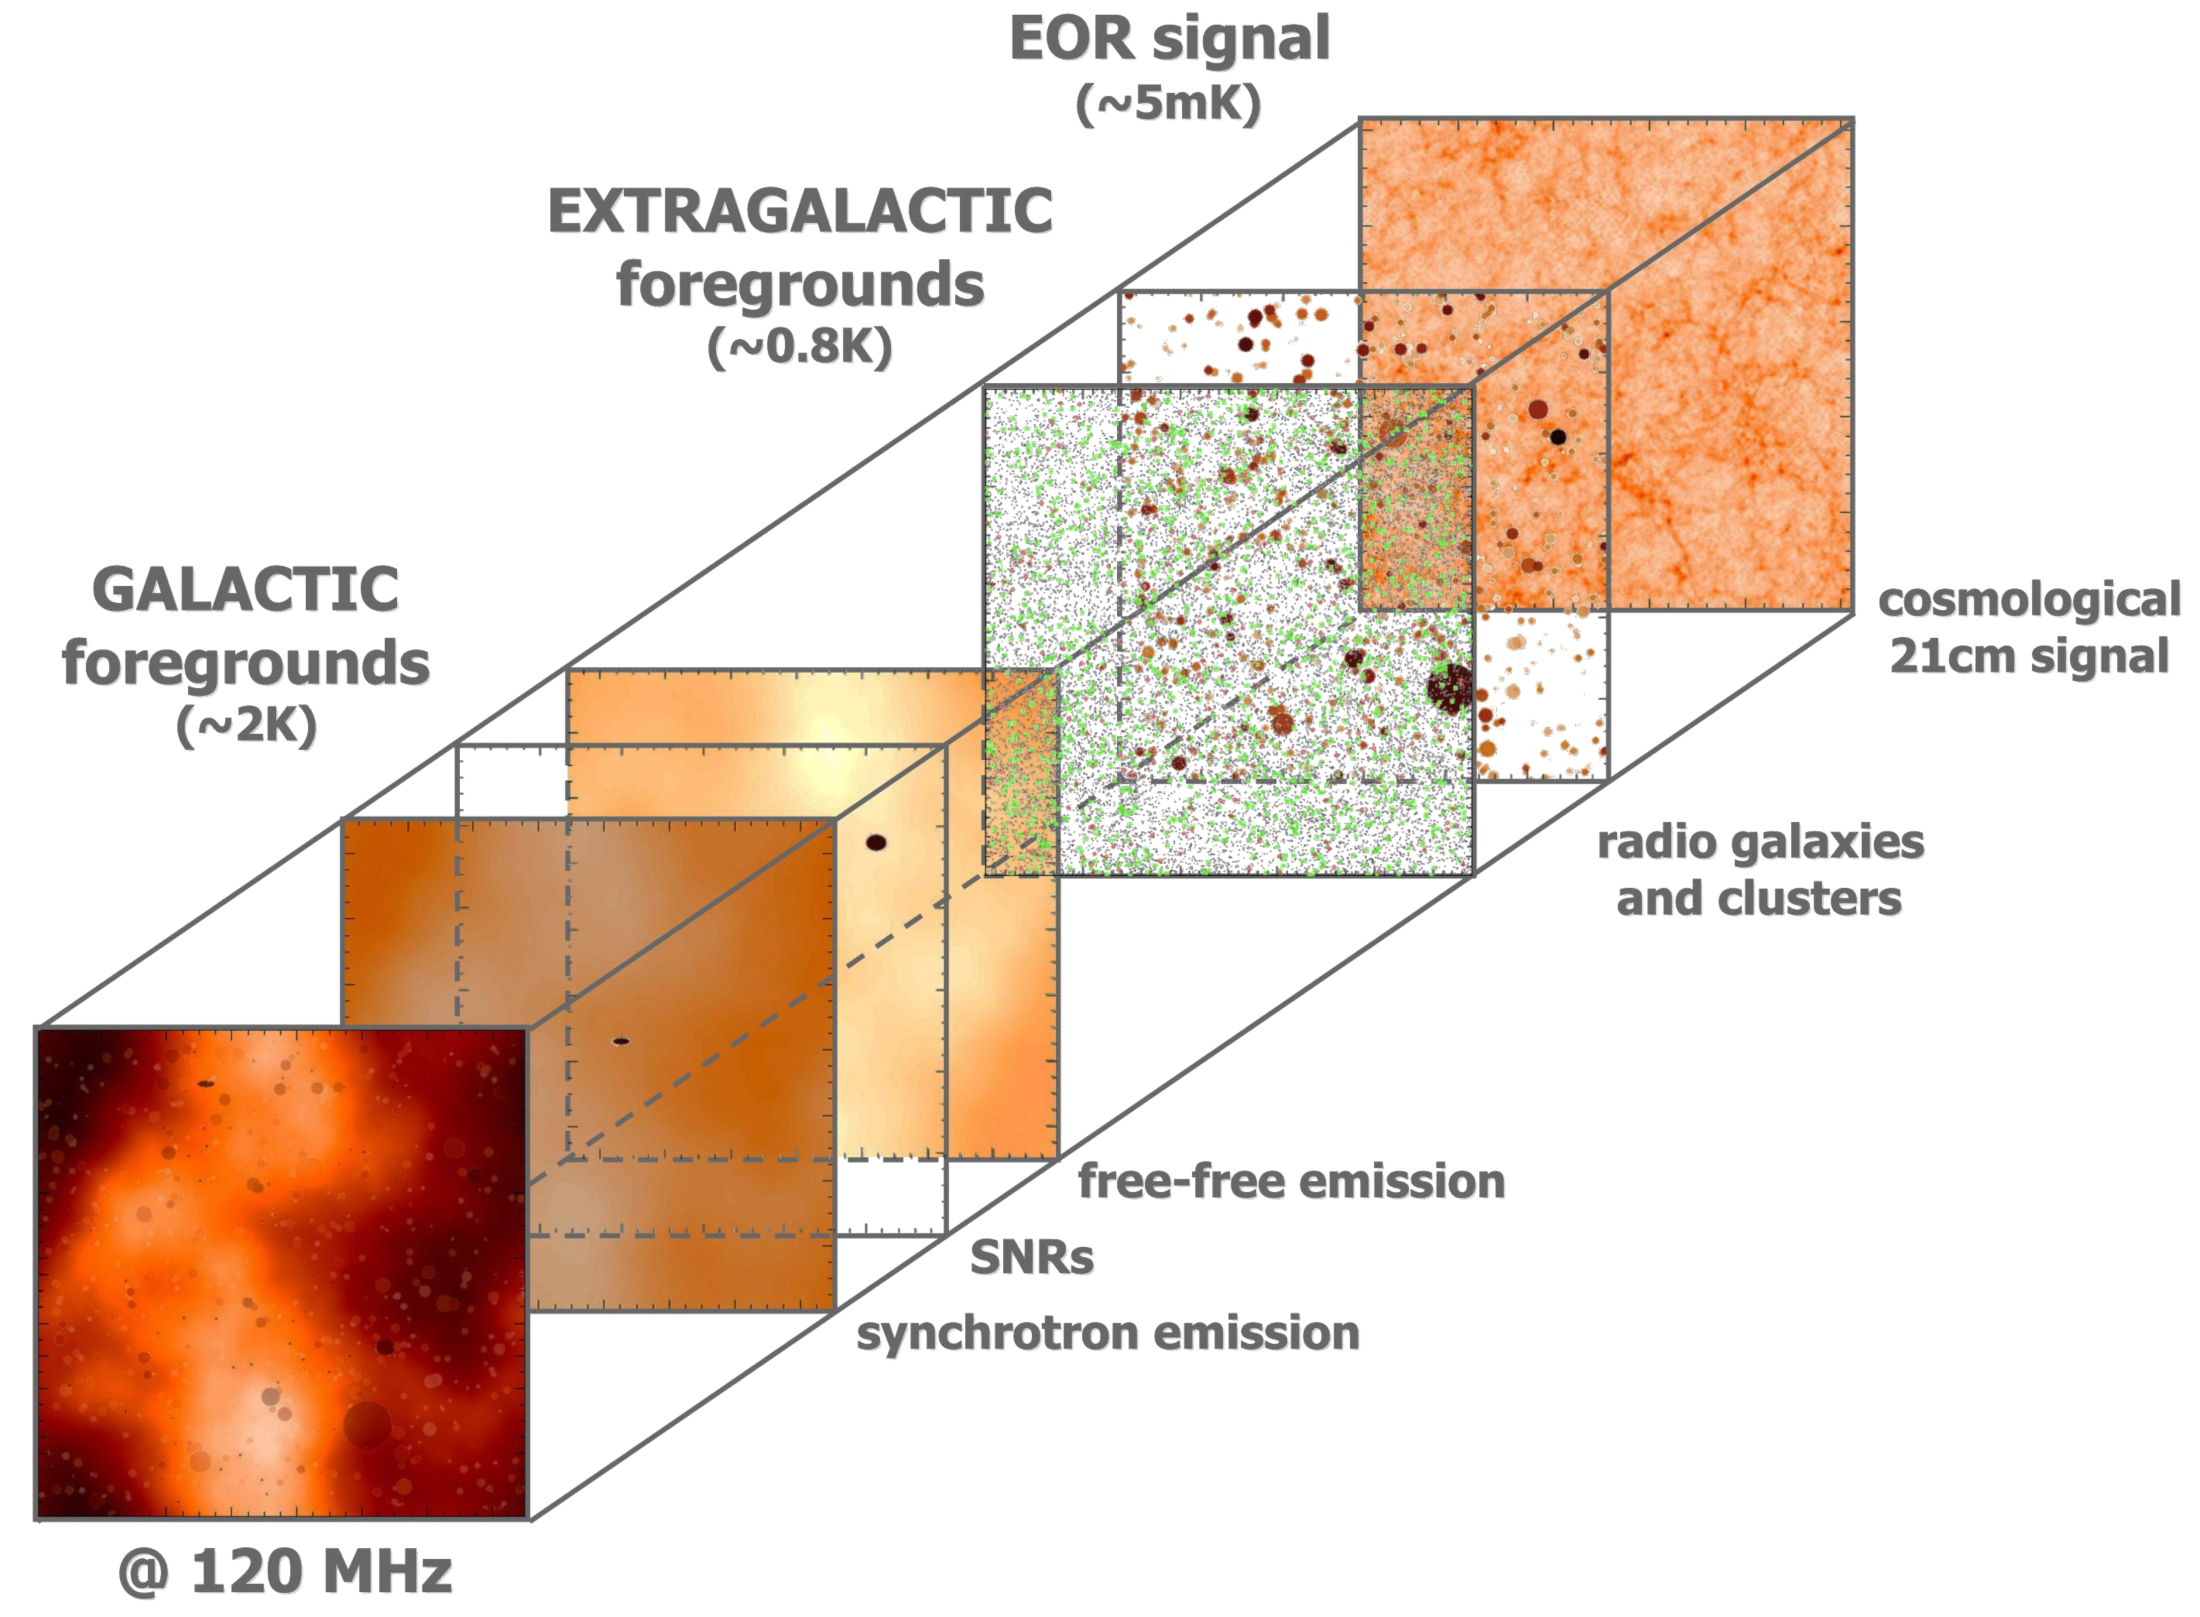 EOR signal
(~5mK)
EXTRAGALACTIC
foregrounds
(~0.8K)
GALACTIC
foregrounds
(~2K)
cosmological
21cm signal
radio galaxies
and clusters
free-free emission
SNRs
synchrotron emission
@ 120 MHz